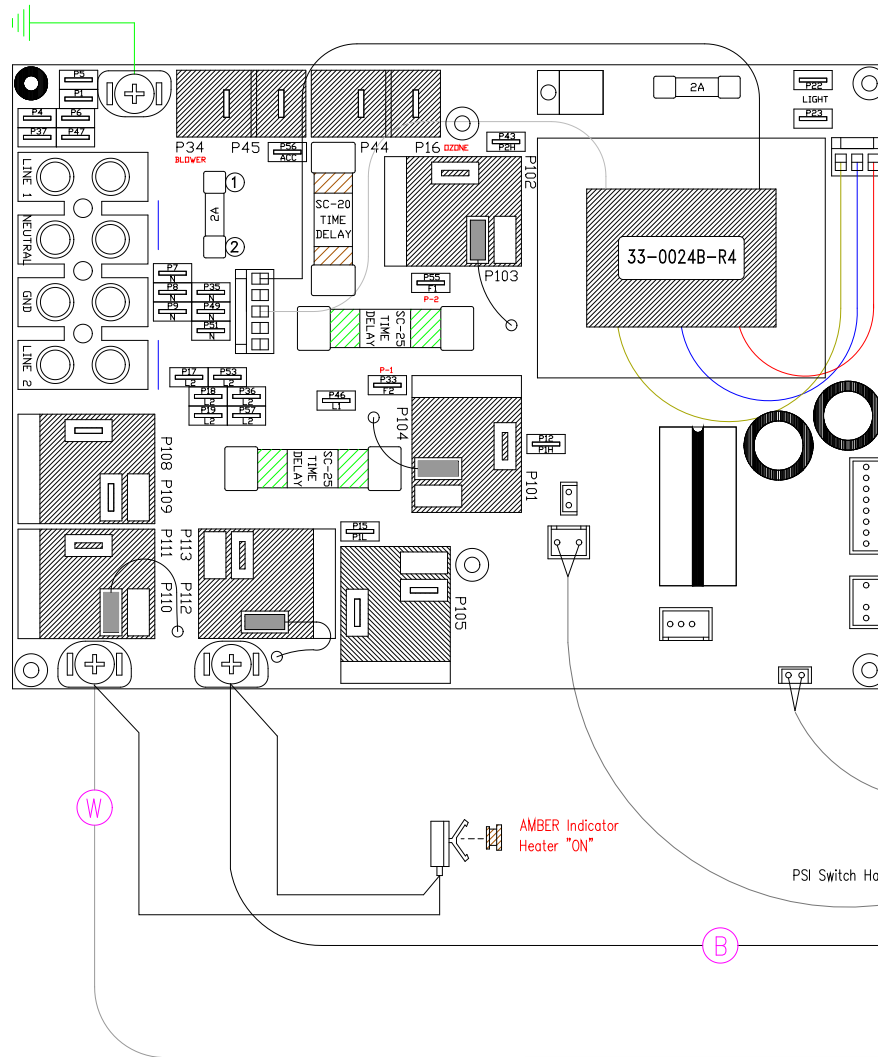 P5
P1
P4
P6
P37
P47
P34
P45
P44
P16
BLOWER
OZONE
P56
ACC
P43
P2H
2A
P22
LIGHT
P23
LINE 1
NEUTRAL
GND
LINE 2
1
2A
2
SC-20
TIME
DELAY
P102
P103
33-0024B-R4
P7
N
P8
N
P35
N
P9
N
P49
N
P51
N
P55
F1
P-2
SC-25
TIME
DELAY
P17
L2
P53
L2
P18
L2
P36
L2
P19
L2
P57
L2
P-1
P33
F2
P46
L1
P104
P101
P12
P1H
SC-25
TIME
DELAY
P108
P109
P111
P110
P113
P112
P15
P1L
P105
W
AMBER Indicator
Heater "ON"
PSI Switch Ha
B